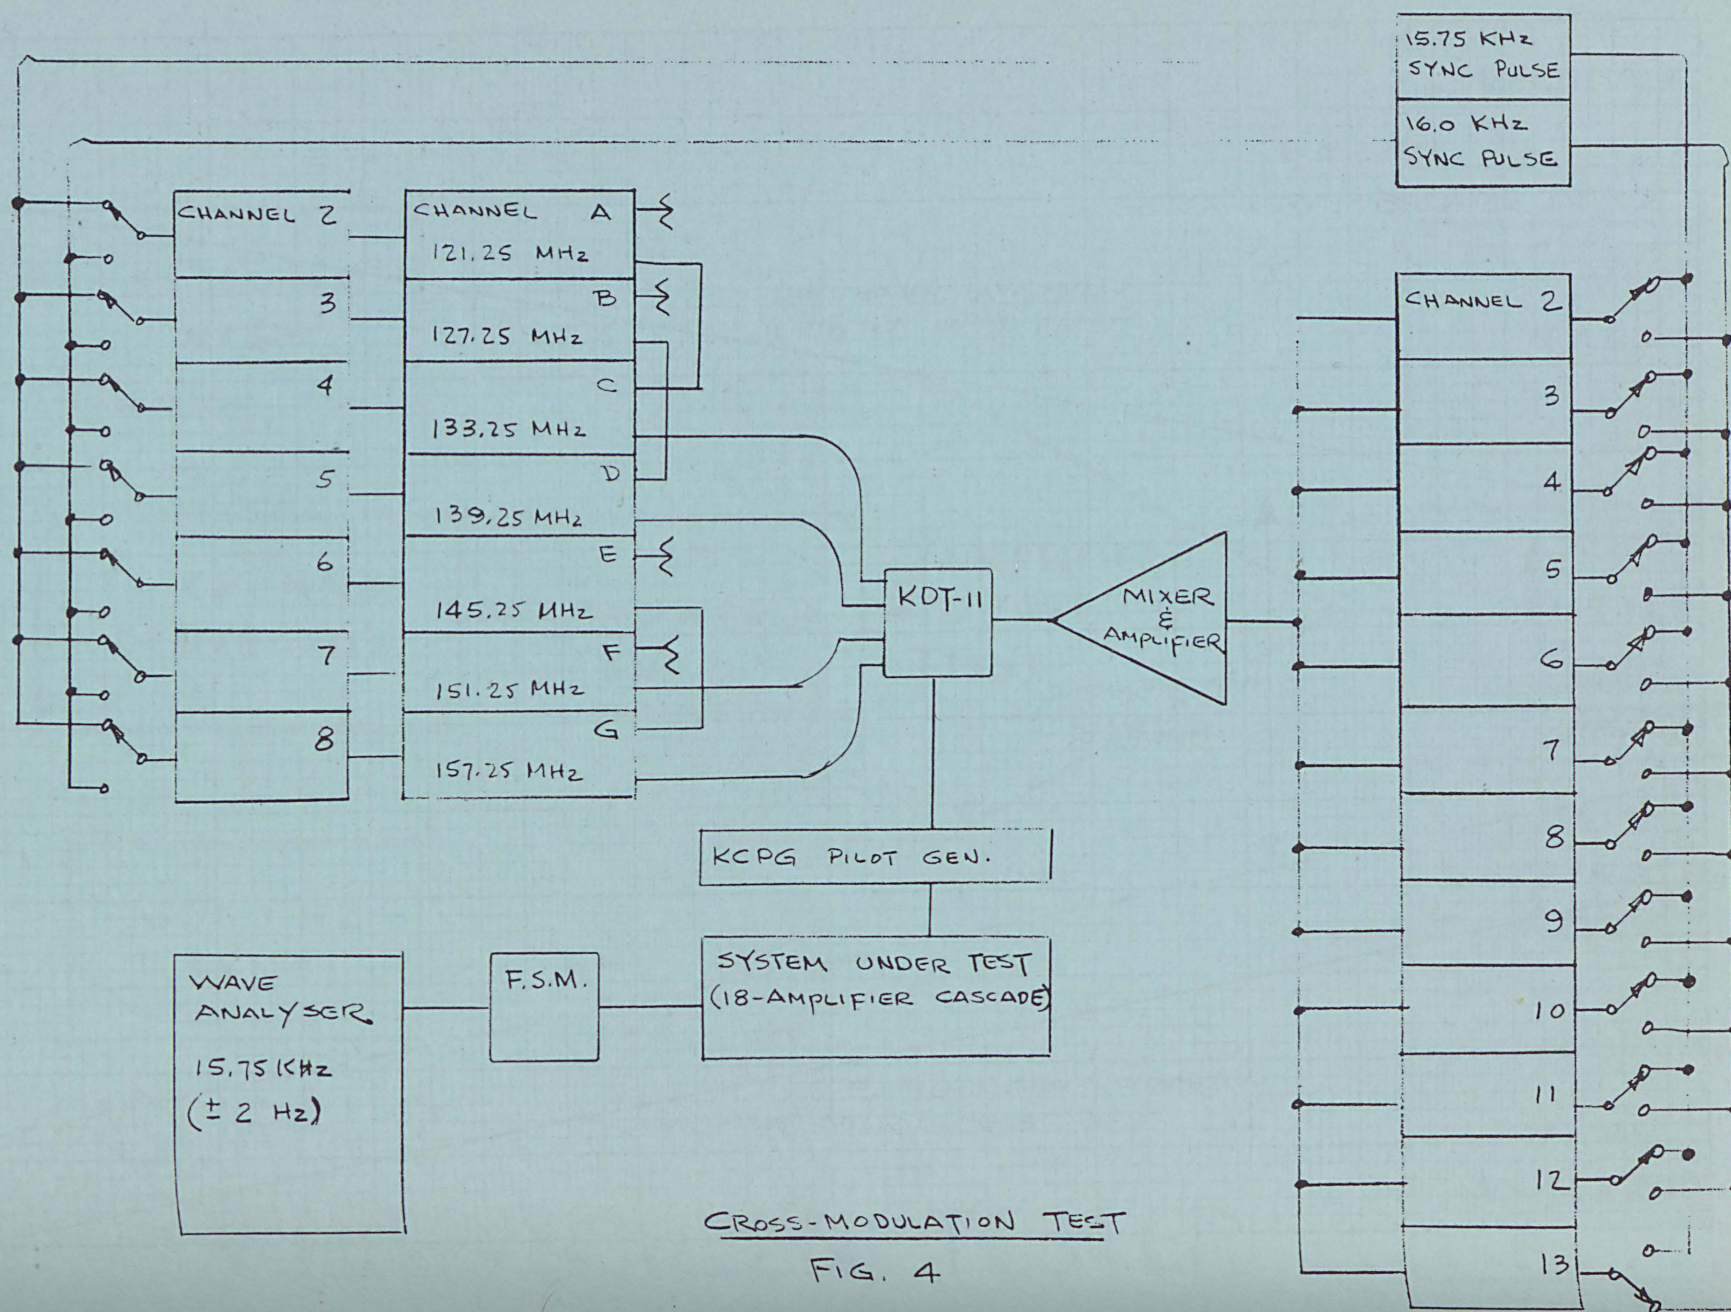 15.75 KHz
SYNC PULSE
16.0 KHz
SYNC PULSE
CHANNEL 2
3
4
5
6
7
8
CHANNEL A
121.25 MHz
B
127.25 MHz
C
133.25 MHz
D
139.25 MHz
E
145.25 MHz
F
151.25 MHz
G
157.25 MHz
KDT-11
MIXER
&
AMPLIFIER
CHANNEL 2
3
4
5
6
7
8
9
10
11
12
13
KCPG PILOT GEN.
SYSTEM UNDER TEST
(18-AMPLIFIER CASCADE)
F.S.M.
WAVE
ANALYSER
15.75 KHz
(± 2 Hz)
CROSS-MODULATION TEST
FIG. 4